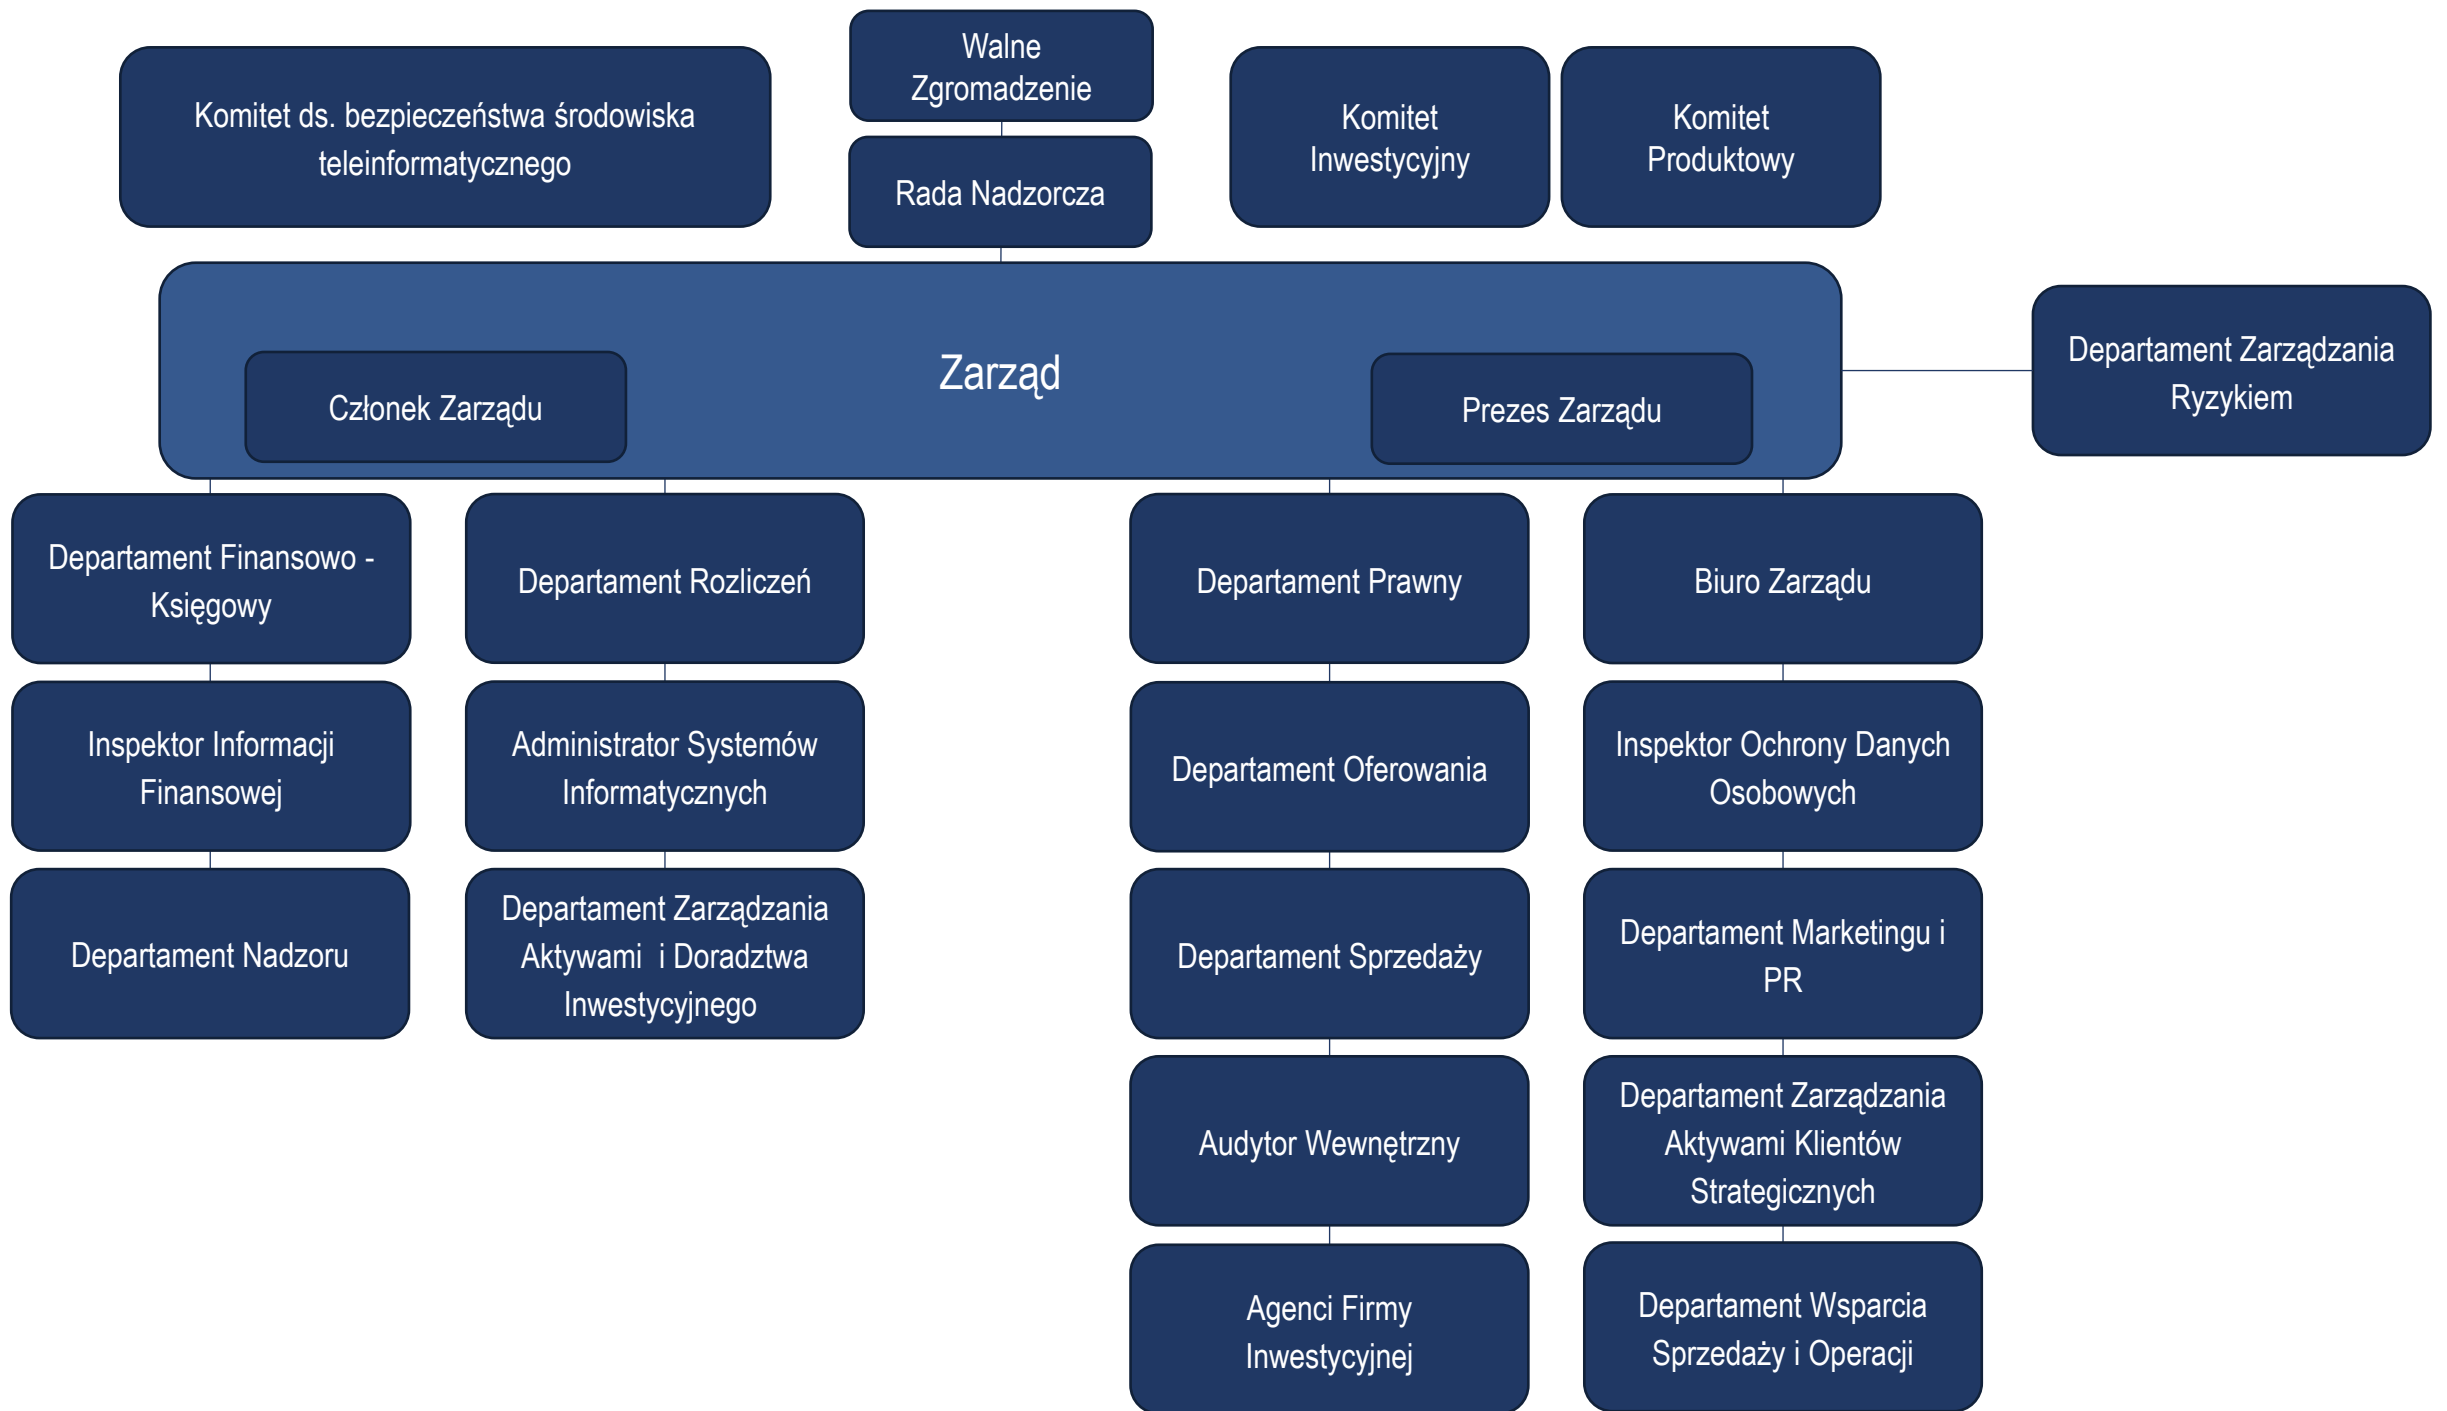 Walne
Zgromadzenie
Komitet ds. bezpieczeństwa środowiska
teleinformatycznego
Komitet
Inwestycyjny
Komitet
Produktowy
Rada Nadzorcza
Zarząd
Członek Zarządu
Prezes Zarządu
Departament Zarządzania
Ryzykiem
Departament Finansowo -
Księgowy
Departament Rozliczeń
Departament Prawny
Biuro Zarządu
Inspektor Informacji
Finansowej
Administrator Systemów
Informatycznych
Departament Oferowania
Inspektor Ochrony Danych
Osobowych
Departament Nadzoru
Departament Zarządzania
Aktywami  i Doradztwa
Inwestycyjnego
Departament Sprzedaży
Departament Marketingu i
PR
Audytor Wewnętrzny
Departament Zarządzania
Aktywami Klientów
Strategicznych
Agenci Firmy
Inwestycyjnej
Departament Wsparcia
Sprzedaży i Operacji